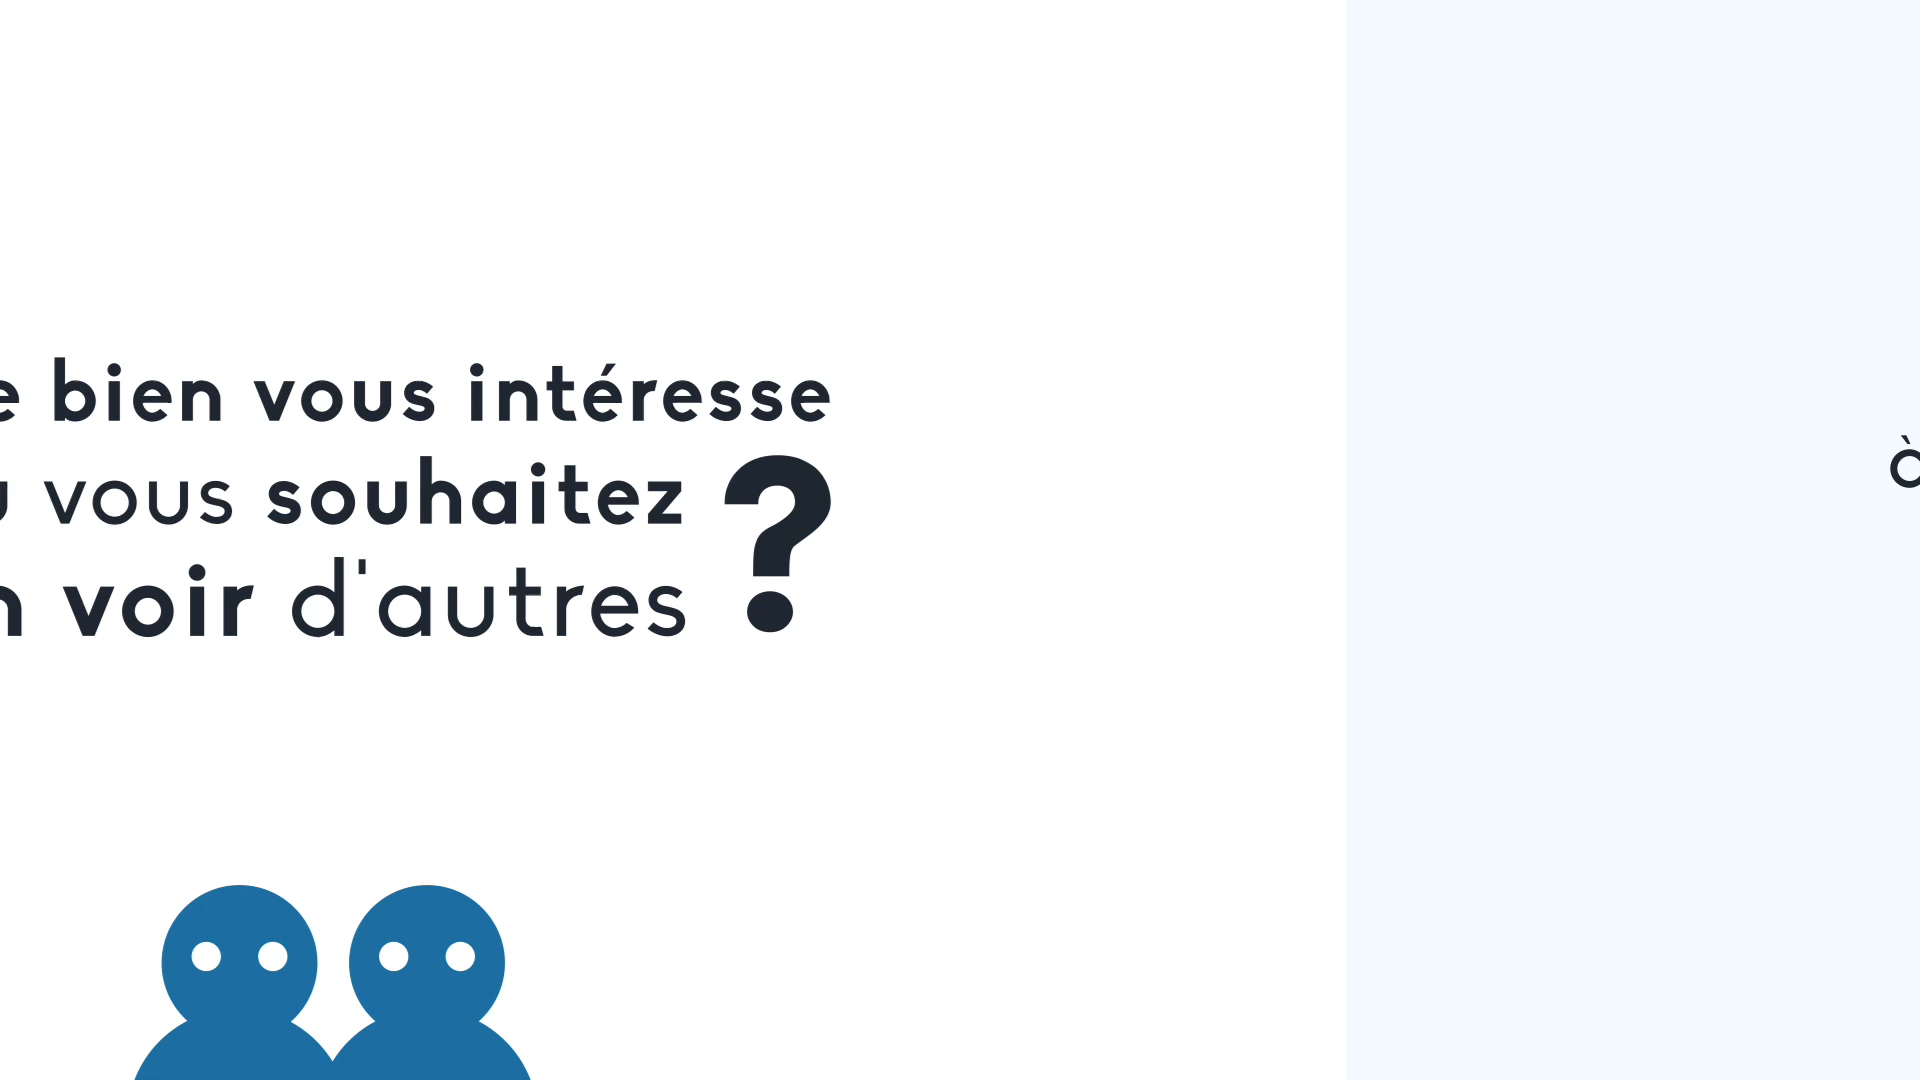 bien vous intéresse
vous souhaitez ?
voir d'autres
à